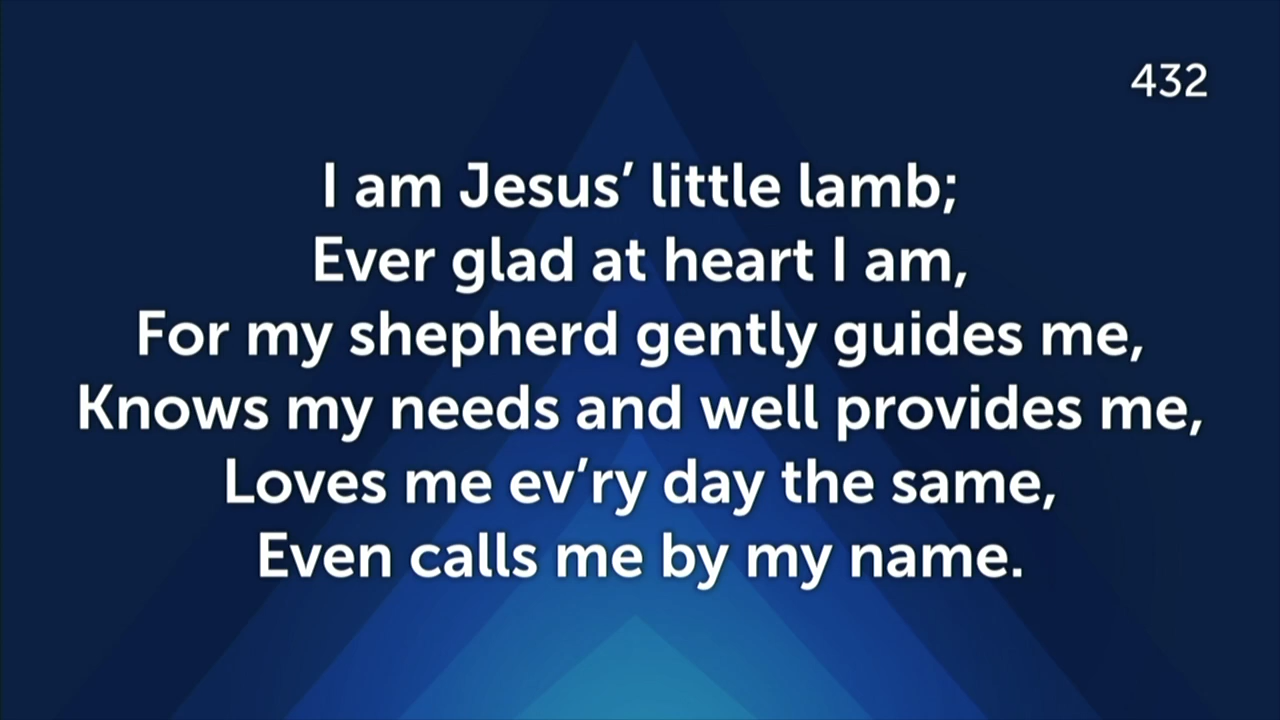 432
I am Jesus’ little lamb;
Ever glad at heart I am,
For my shepherd gently guides me,
Knows my needs and well provides me,
Loves me ev’ry day the same,
Even calls me by my name.